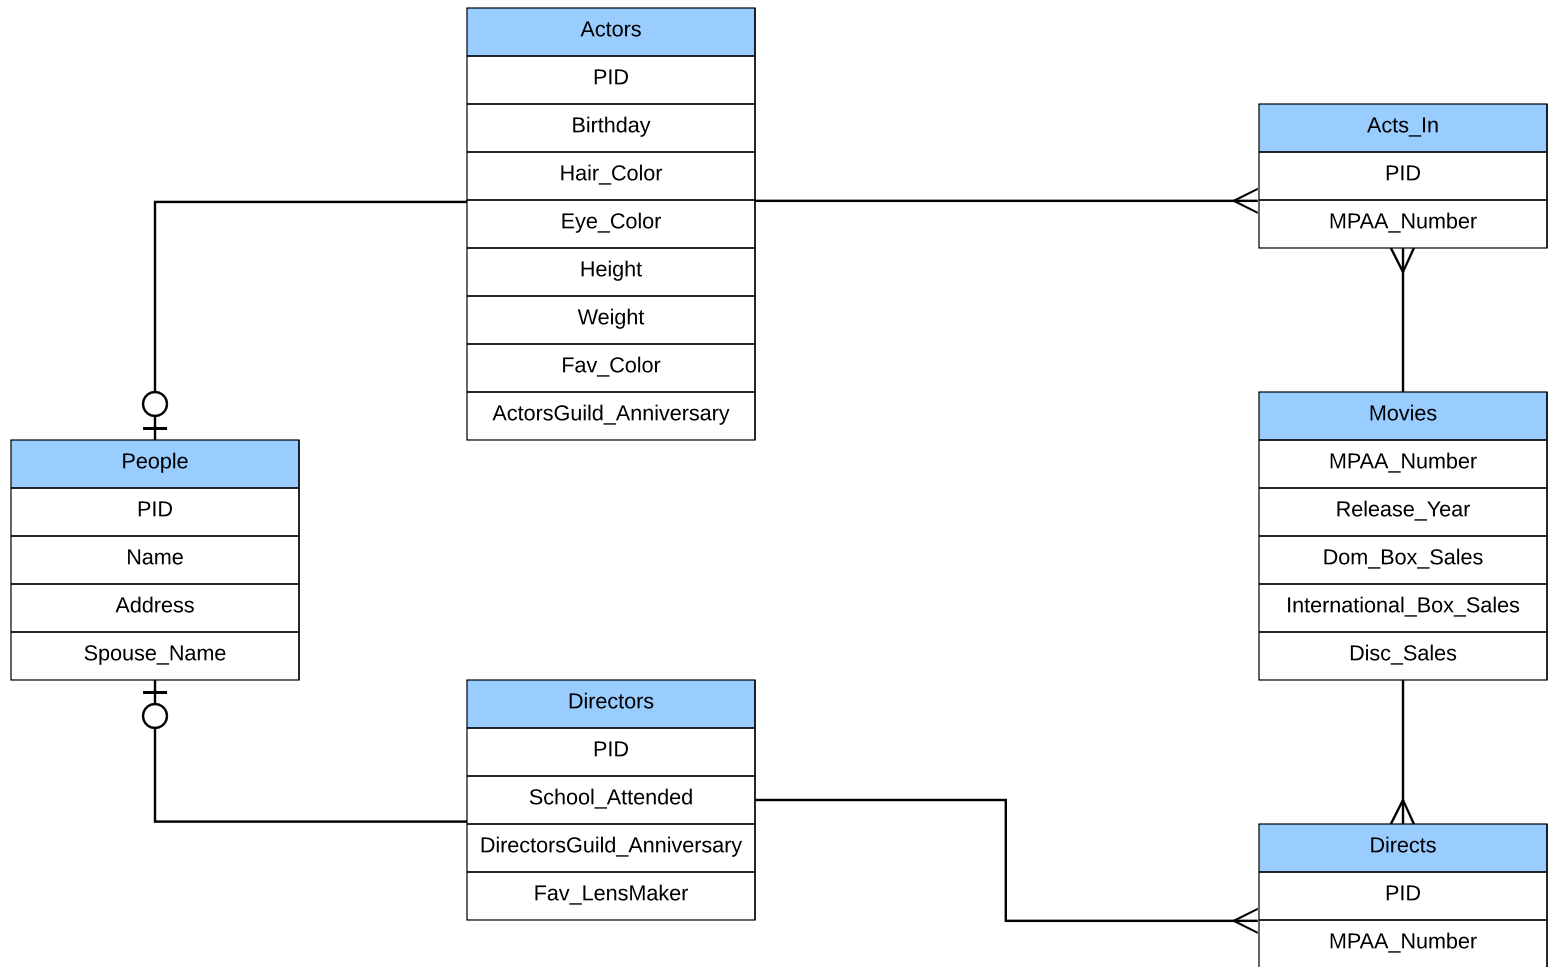 Actors
PID
Birthday
Hair_Color
Eye_Color
Height
Weight
Fav_Color
ActorsGuild_Anniversary
Acts_In
PID
MPAA_Number
People
PID
Name
Address
Spouse_Name
Movies
MPAA_Number
Release_Year
Dom_Box_Sales
International_Box_Sales
Disc_Sales
Directors
PID
School_Attended
DirectorsGuild_Anniversary
Fav_LensMaker
Directs
PID
MPAA_Number